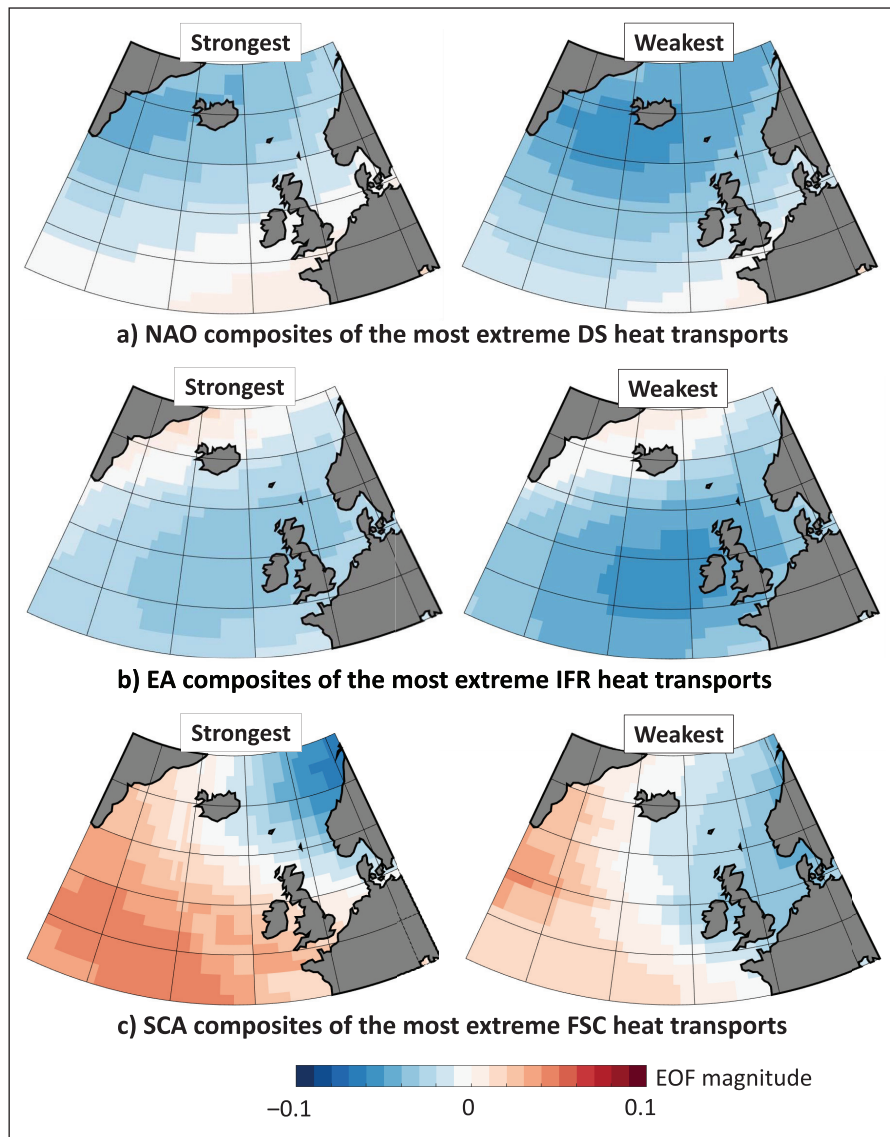 Strongest
Weakest
a) NAO composites of the most extreme DS heat transports
Strongest
Weakest
b) EA composites of the most extreme IFR heat transports
Strongest
Weakest
c) SCA composites of the most extreme FSC heat transports
EOF magnitude
−0.1 0 0.1